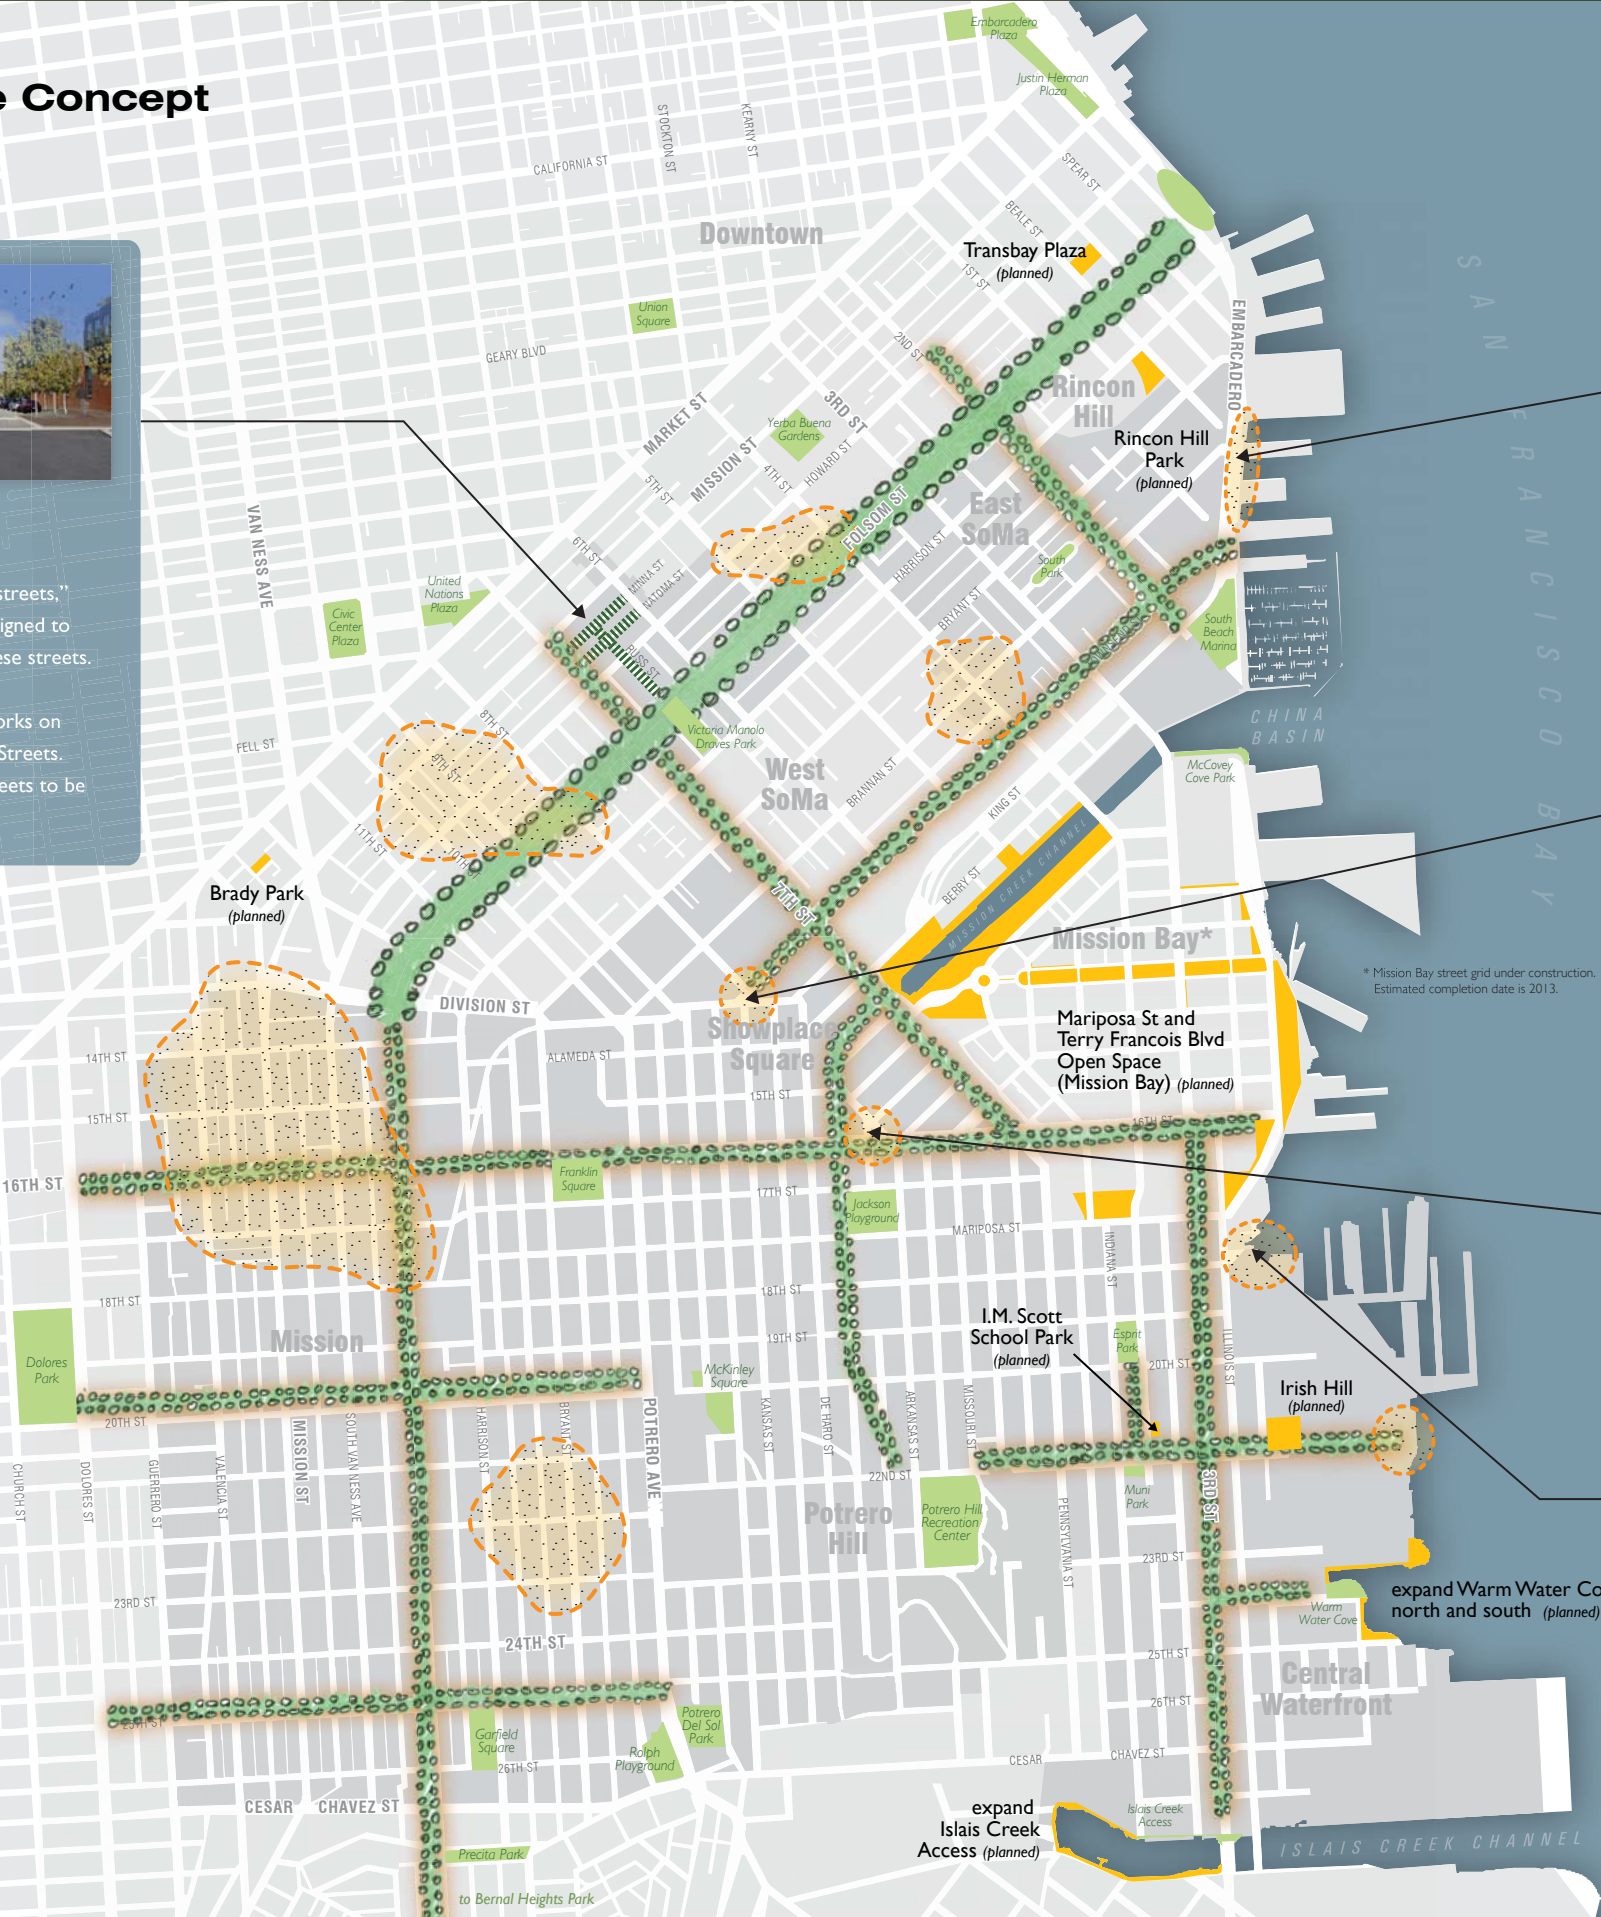 Concept
Embarcadero
Plaza
Justin Herman
Plaza
STOCKTON ST
KEARNY ST
CALIFORNIA ST
SPEAR ST
BEALE ST
Downtown
Transbay Plaza
(planned)
1ST ST
Union
Square
GEARY BLVD
2ND ST
EMBARCADERO
Rincon
Hill
MARKET ST
3RD ST
Yerba Buena
Gardens
MISSION ST
4TH ST
HOWARD ST
5TH ST
Rincon Hill
Park
(planned)
East
SoMa
FOLSOM ST
HARRISON ST
South
Park
BRYANT ST
VAN NESS AVE
6TH ST
MINNA ST
NATOMA ST
RUSS ST
United
Nations
Plaza
Civic
Center
Plaza
South
Beach
Marina
SAN FRANCISCO BAY
CHINA
BASIN
streets,”
igned to
ese streets.
orks on
Streets.
eets to be
FELL ST
8TH ST
9TH ST
10TH ST
11TH ST
Victoria Manolo
Draves Park
West
SoMa
BRANNAN ST
KING ST
McCovey
Cove Park
BERRY ST
MISSION CREEK CHANNEL
Brady Park
(planned)
7TH ST
Mission Bay*
* Mission Bay street grid under construction.
Estimated completion date is 2013.
DIVISION ST
Showplace
Square
Mariposa St and
Terry Francois Blvd
Open Space
(Mission Bay) (planned)
14TH ST
ALAMEDA ST
15TH ST
15TH ST
16TH ST
16TH ST
Franklin
Square
17TH ST
Jackson
Playground
MARIPOSA ST
INDIANA ST
18TH ST
18TH ST
Mission
19TH ST
I.M. Scott
School Park
(planned)
Esprit
Park
20TH ST
ILLINOIS ST
Dolores
Park
McKinley
Square
Irish Hill
(planned)
20TH ST
CHURCH ST
DOLORES ST
GUERRERO ST
VALENCIA ST
MISSION ST
SOUTH VAN NESS AVE
HARRISON ST
BRYANT ST
POTRERO AVE
KANSAS ST
DE HARO ST
ARKANSAS ST
MISSOURI ST
22ND ST
Potrero
Hill
Potrero Hill
Recreation
Center
PENNSYLVANIA ST
Muni
Park
3RD ST
23RD ST
23RD ST
Warm
Water Cove
expand Warm Water Co
north and south (planned)
24TH ST
25TH ST
Central
Waterfront
25TH ST
26TH ST
Garfield
Square
26TH ST
Potrero
Del Sol
Park
Rolph
Playground
CESAR CHAVEZ ST
CESAR CHAVEZ ST
expand
Islais Creek
Access (planned)
Islais Creek
Access
ISLAIS CREEK CHANNEL
Precita Park
to Bernal Heights Park